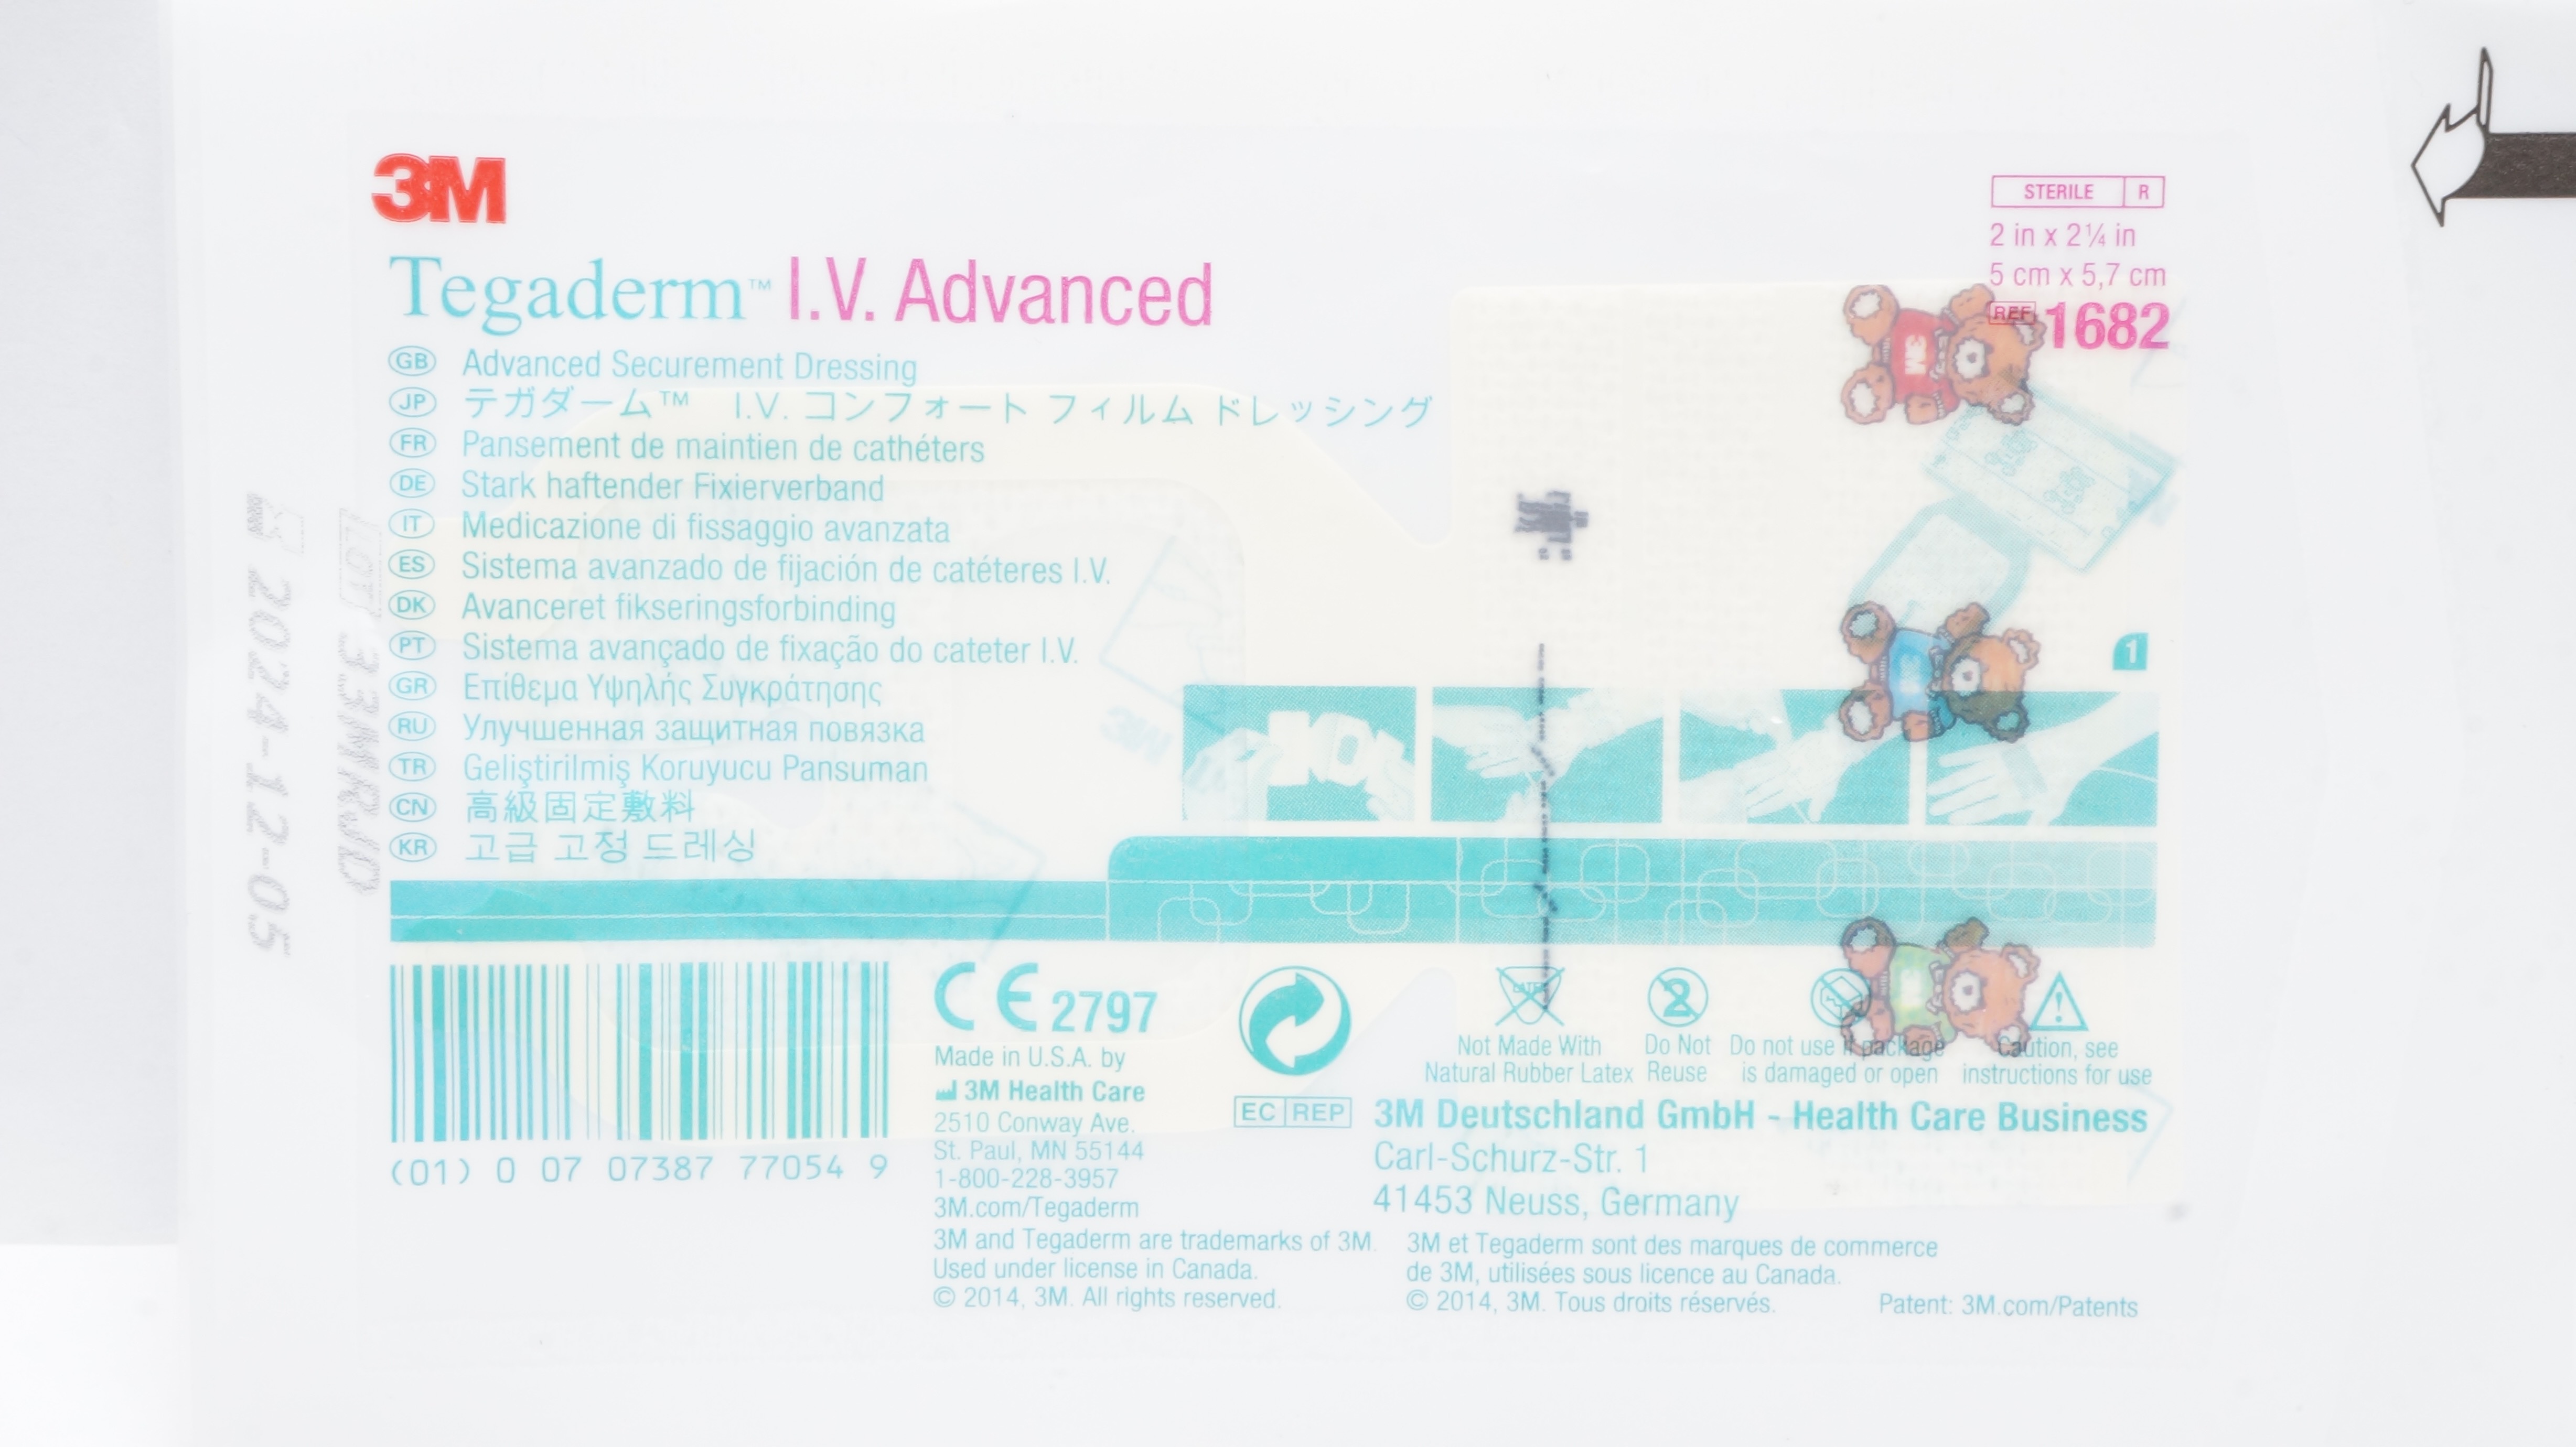 3M
Tegaderm™ I.V. Advanced
STERILE R
2 in x 2¼ in
5 cm x 5,7 cm
REF 1682
GB Advanced Securement Dressing
JP テガダーム™ I.V. コンフォート フィルム ドレッシング
FR Pansement de maintien de cathéters
DE Stark haftender Fixierverband
IT Medicazione di fissaggio avanzata
ES Sistema avanzado de fijación de catéteres I.V.
DK Avanceret fikseringsforbinding
PT Sistema avançado de fixação do cateter I.V.
GR Επίθεμα Υψηλής Συγκράτησης
RU Улучшенная защитная повязка
TR Geliştirilmiş Koruyucu Pansuman
CN 高級固定敷料
KR 고급 고정 드레싱
1
2024-12-05
LOT
3M
3M
(01) 0 07 07387 77054 9
CE 2797
Made in U.S.A. by
3M Health Care
2510 Conway Ave.
St. Paul, MN 55144
1-800-228-3957
3M.com/Tegaderm
3M and Tegaderm are trademarks of 3M.
Used under license in Canada.
© 2014, 3M. All rights reserved.
LATEX
Not Made With
Natural Rubber Latex
2
Do Not
Reuse
Do not use if package
is damaged or open
Caution, see
instructions for use
EC REP
3M Deutschland GmbH - Health Care Business
Carl-Schurz-Str. 1
41453 Neuss, Germany
3M et Tegaderm sont des marques de commerce
de 3M, utilisées sous licence au Canada.
© 2014, 3M. Tous droits réservés.
Patent: 3M.com/Patents